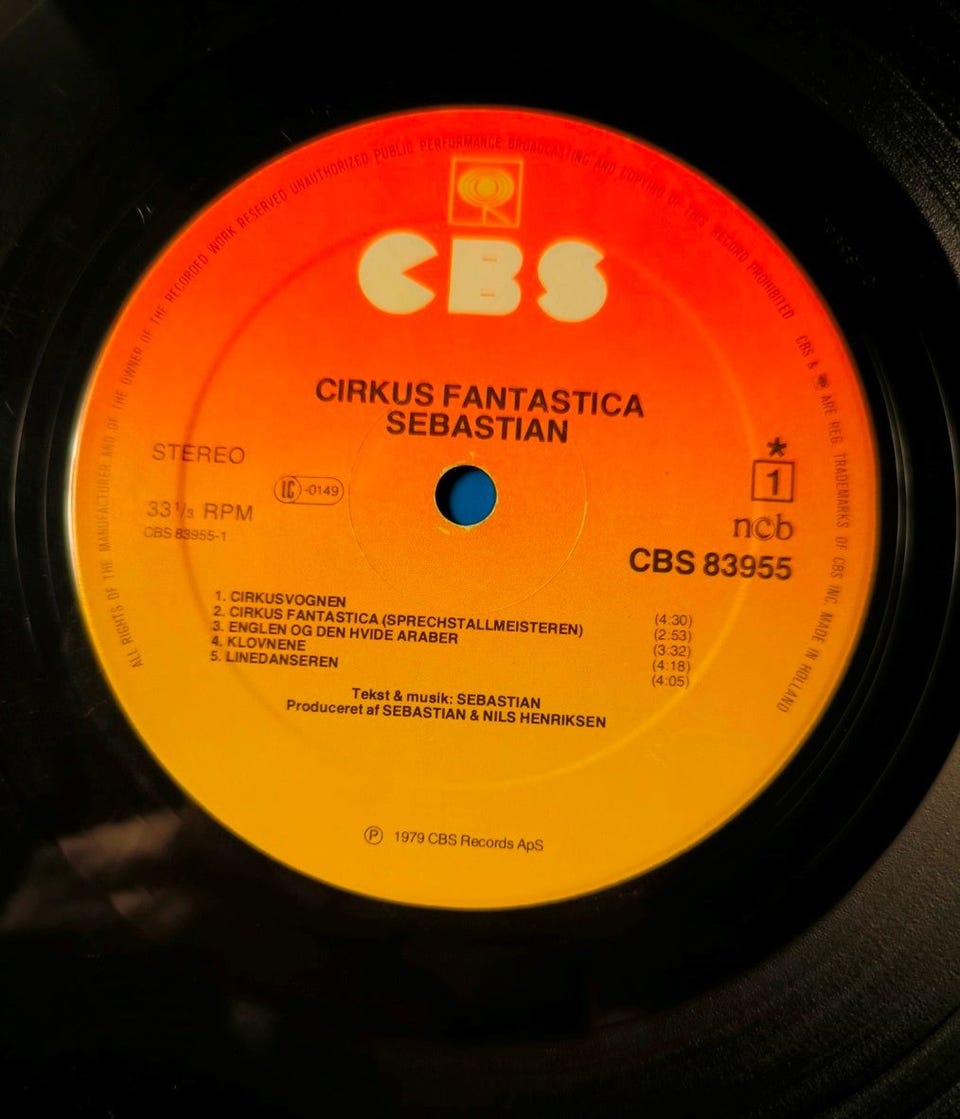 ALL RIGHTS OF THE MANUFACTURER AND OF THE OWNER OF THE RECORDED WORK RESERVED UNAUTHORIZED PUBLIC PERFORMANCE BROADCASTING AND COPYING OF THIS RECORD PROHIBITED
CBS & ARE REG. TRADEMARKS OF CBS INC. MADE IN HOLLAND
CBS
CIRKUS FANTASTICA
SEBASTIAN
STEREO
LC -0149
33⅓ RPM
CBS 83955-1
*
1
ncb
CBS 83955
1. CIRKUSVOGNEN (4:30)
2. CIRKUS FANTASTICA (SPRECHSTALLMEISTEREN) (2:53)
3. ENGLEN OG DEN HVIDE ARABER (3:32)
4. KLOVNENE (4:18)
5. LINEDANSEREN (4:05)
Tekst & musik: SEBASTIAN
Produceret af SEBASTIAN & NILS HENRIKSEN
Ⓟ 1979 CBS Records ApS